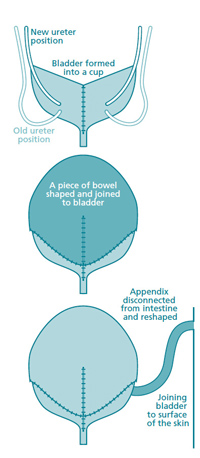 New ureter
position
Bladder formed
into a cup
Old ureter
position
A piece of bowel
shaped and joined
to bladder
Appendix
disconnected
from intestine
and reshaped
Joining
bladder
to surface
of the skin